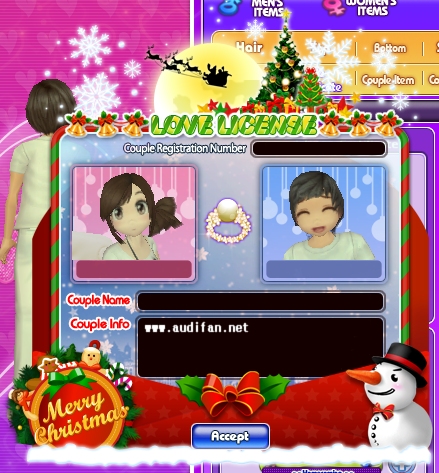 MEN'S
ITEMS
WOMEN'S
ITEMS
Hair
Bottom
Couple Item
LOVE LICENSE
Couple Registration Number
Couple Name
Couple Info
www.audifan.net
Merry
Christmas
Accept